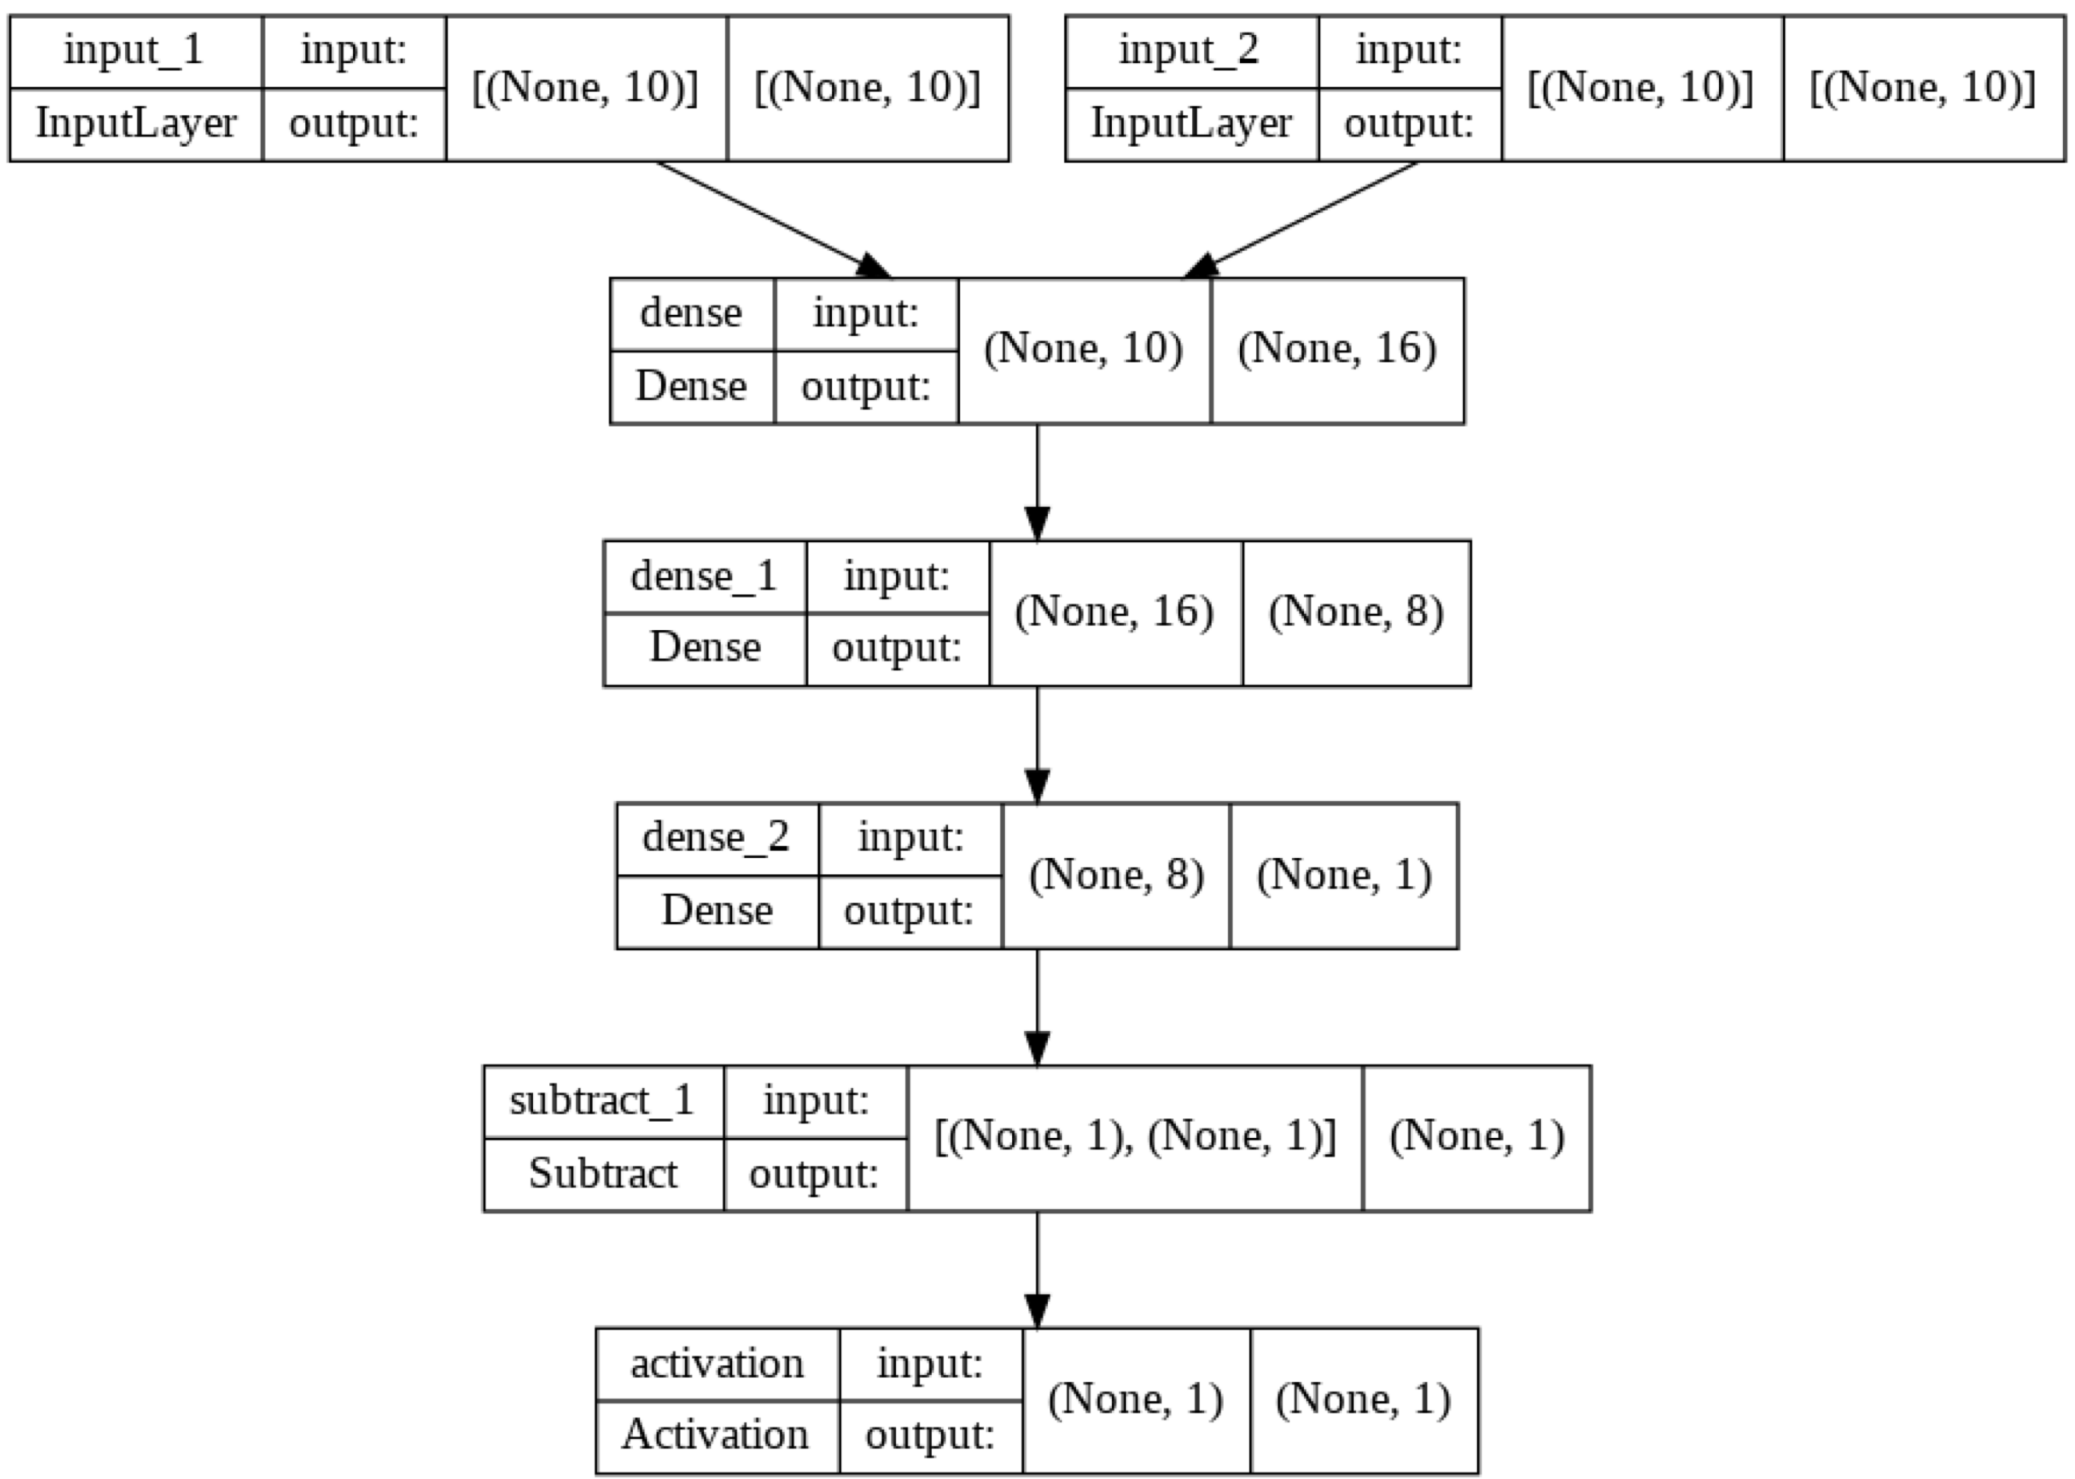 input_1 input: [(None, 10)] [(None, 10)]
InputLayer output:
input_2 input: [(None, 10)] [(None, 10)]
InputLayer output:
dense input: (None, 10) (None, 16)
Dense output:
dense_1 input: (None, 16) (None, 8)
Dense output:
dense_2 input: (None, 8) (None, 1)
Dense output:
subtract_1 input: [(None, 1), (None, 1)] (None, 1)
Subtract output:
activation input: (None, 1) (None, 1)
Activation output: